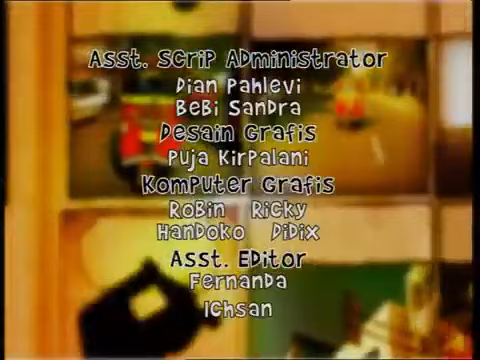 Asst. Scrip Administrator
Dian Pahlevi
Bebi Sandra
Desain Grafis
Puja Kirpalani
Komputer Grafis
Robin Ricky
Handoko Didix
Asst. Editor
Fernanda
Ichsan